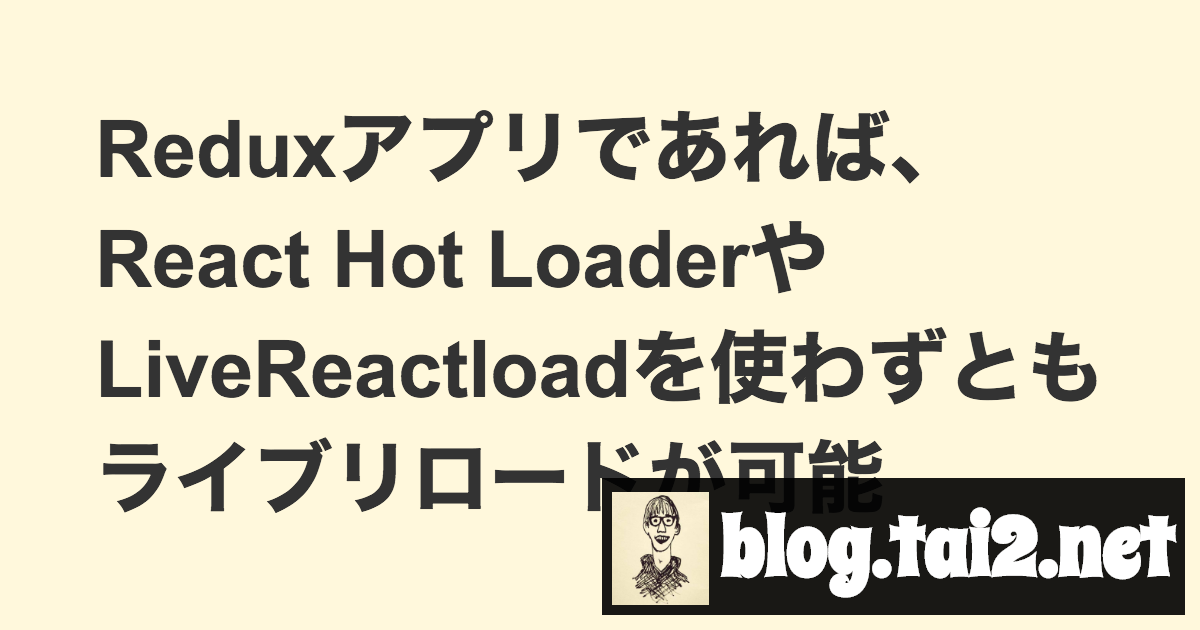 Reduxアプリであれば、
React Hot Loaderや
LiveReactloadを使わずとも
ライブリロードが可能
blog.tai2.net